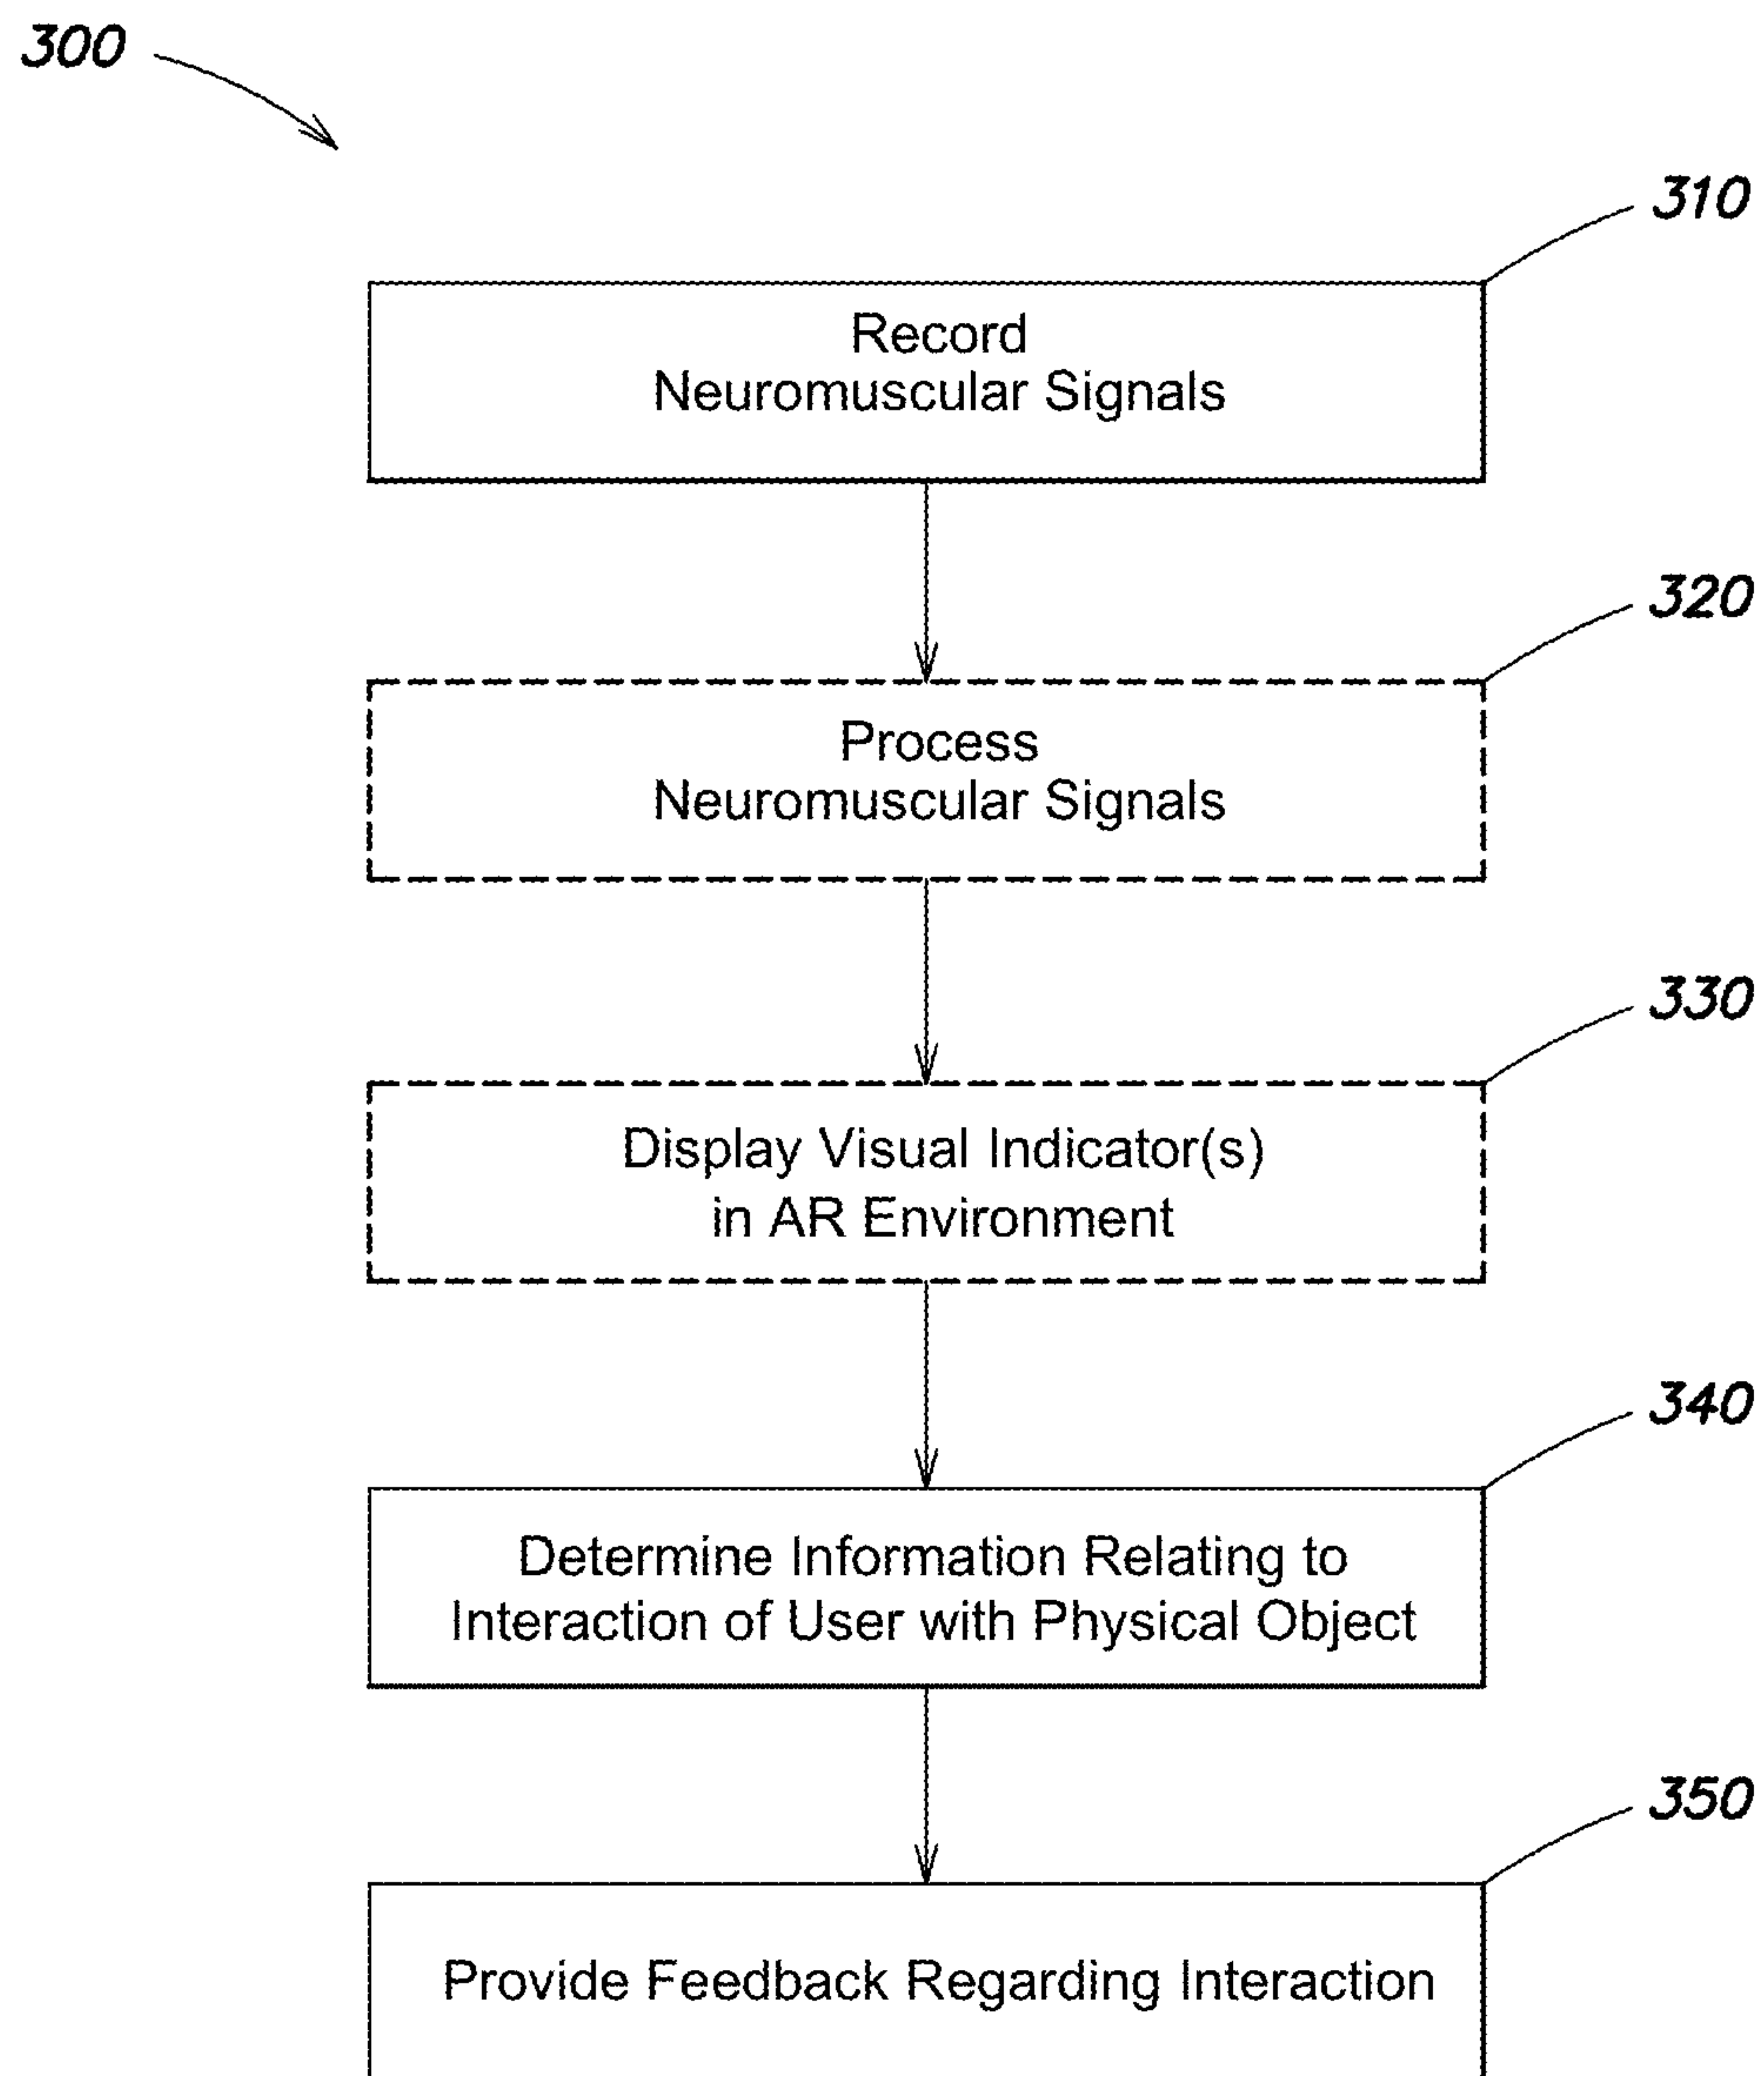 300
310
Record
Neuromuscular Signals
320
Process
Neuromuscular Signals
330
Display Visual Indicator(s)
in AR Environment
340
Determine Information Relating to
Interaction of User with Physical Object
350
Provide Feedback Regarding Interaction